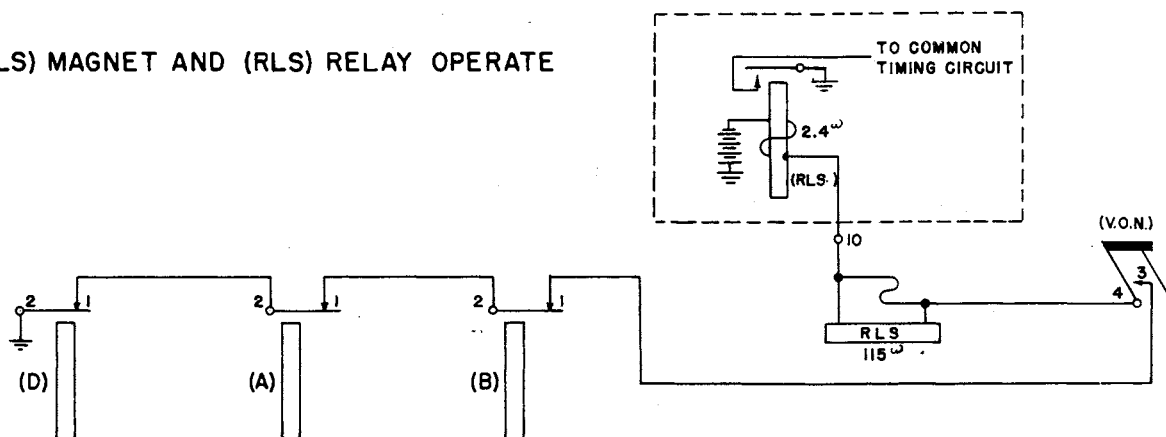 LS) MAGNET AND (RLS) RELAY OPERATE
TO COMMON
TIMING CIRCUIT
2.4ω
(RLS)
10
(V.O.N.)
3
4
2 1
2 1
2 1
RLS
115ω
(D)
(A)
(B)